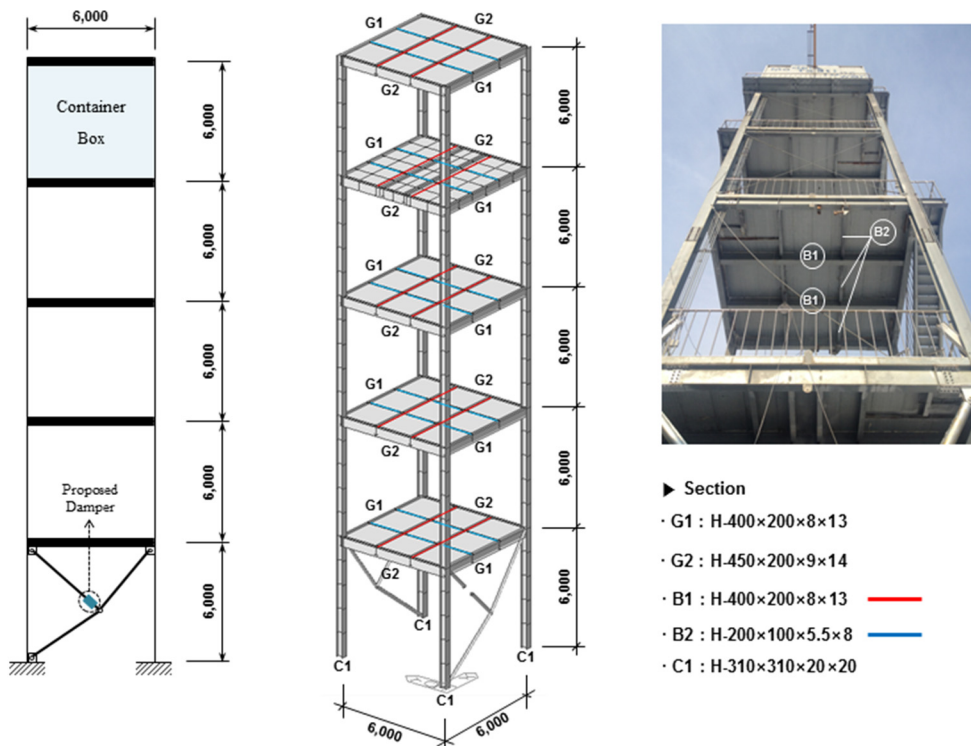 6,000
Container
Box
6,000
6,000
6,000
6,000
6,000
Proposed
Damper
G1
G2
G2
G1
G1
G2
G2
G1
G1
G2
G2
G1
G1
G2
G2
G1
G1
G2
G2
G1
6,000
6,000
6,000
6,000
6,000
C1
C1
C1
C1
6,000
6,000
B2
B1
B1
▶ Section
· G1 : H-400×200×8×13
· G2 : H-450×200×9×14
· B1 : H-400×200×8×13
· B2 : H-200×100×5.5×8
· C1 : H-310×310×20×20